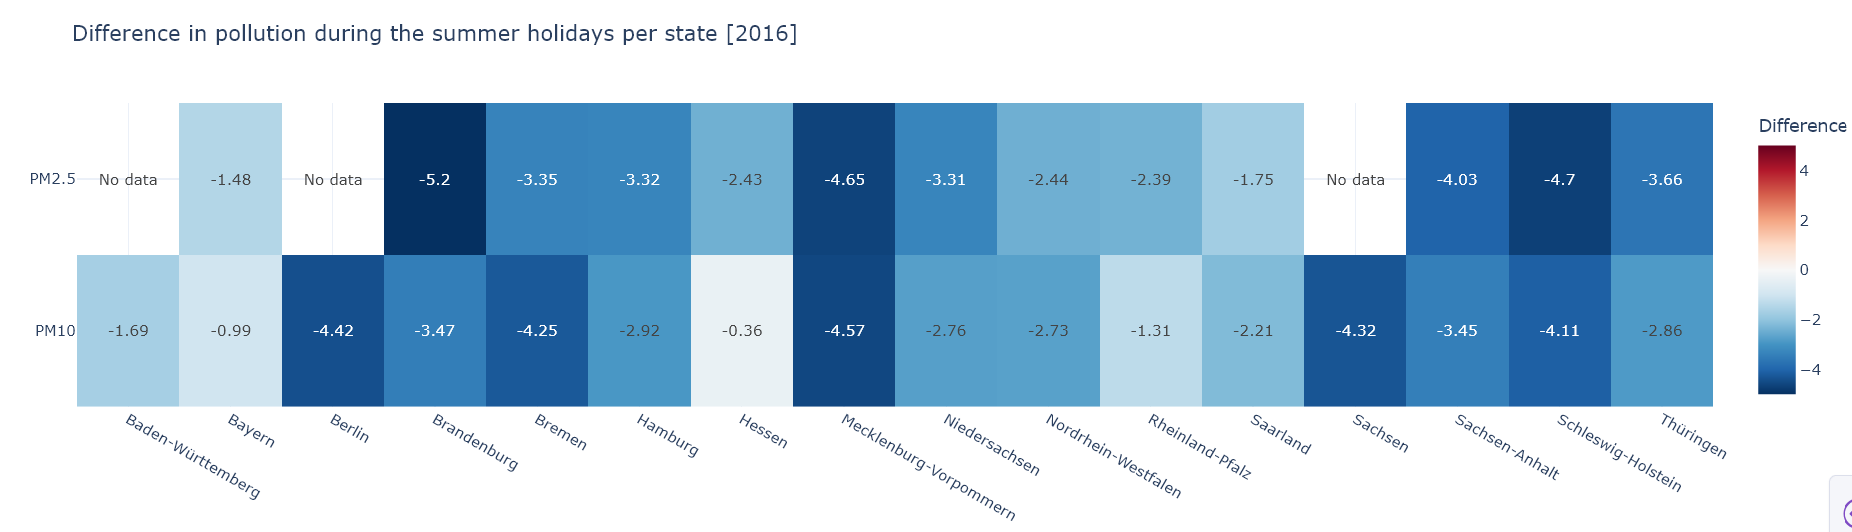 Difference in pollution during the summer holidays per state [2016]
Difference
PM2.5 No data -1.48 No data -5.2 -3.35 -3.32 -2.43 -4.65 -3.31 -2.44 -2.39 -1.75 No data -4.03 -4.7 -3.66
PM10 -1.69 -0.99 -4.42 -3.47 -4.25 -2.92 -0.36 -4.57 -2.76 -2.73 -1.31 -2.21 -4.32 -3.45 -4.11 -2.86
4
2
0
−2
−4
Baden-Württemberg
Bayern
Berlin
Brandenburg
Bremen
Hamburg
Hessen
Mecklenburg-Vorpommern
Niedersachsen
Nordrhein-Westfalen
Rheinland-Pfalz
Saarland
Sachsen
Sachsen-Anhalt
Schleswig-Holstein
Thüringen